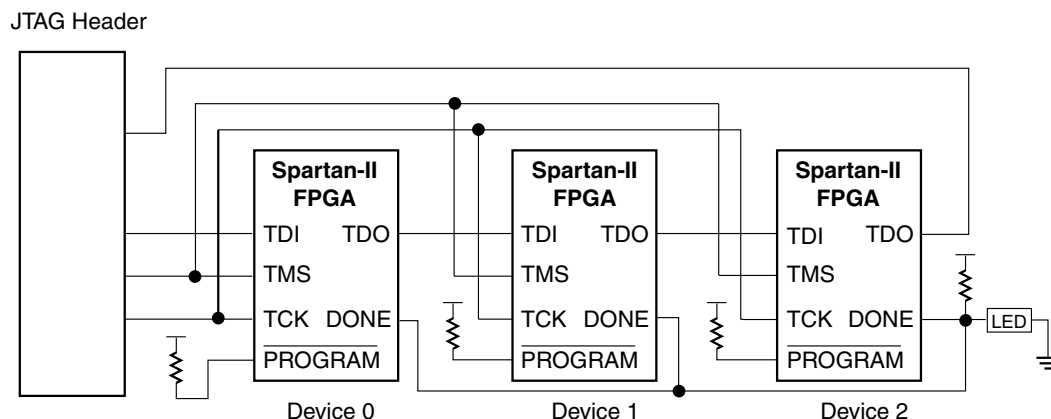 JTAG Header
Spartan-II
FPGA
TDI TDO
TMS
TCK DONE
PROGRAM
Device 0
Spartan-II
FPGA
TDI TDO
TMS
TCK DONE
PROGRAM
Device 1
Spartan-II
FPGA
TDI TDO
TMS
TCK DONE
PROGRAM
Device 2
LED